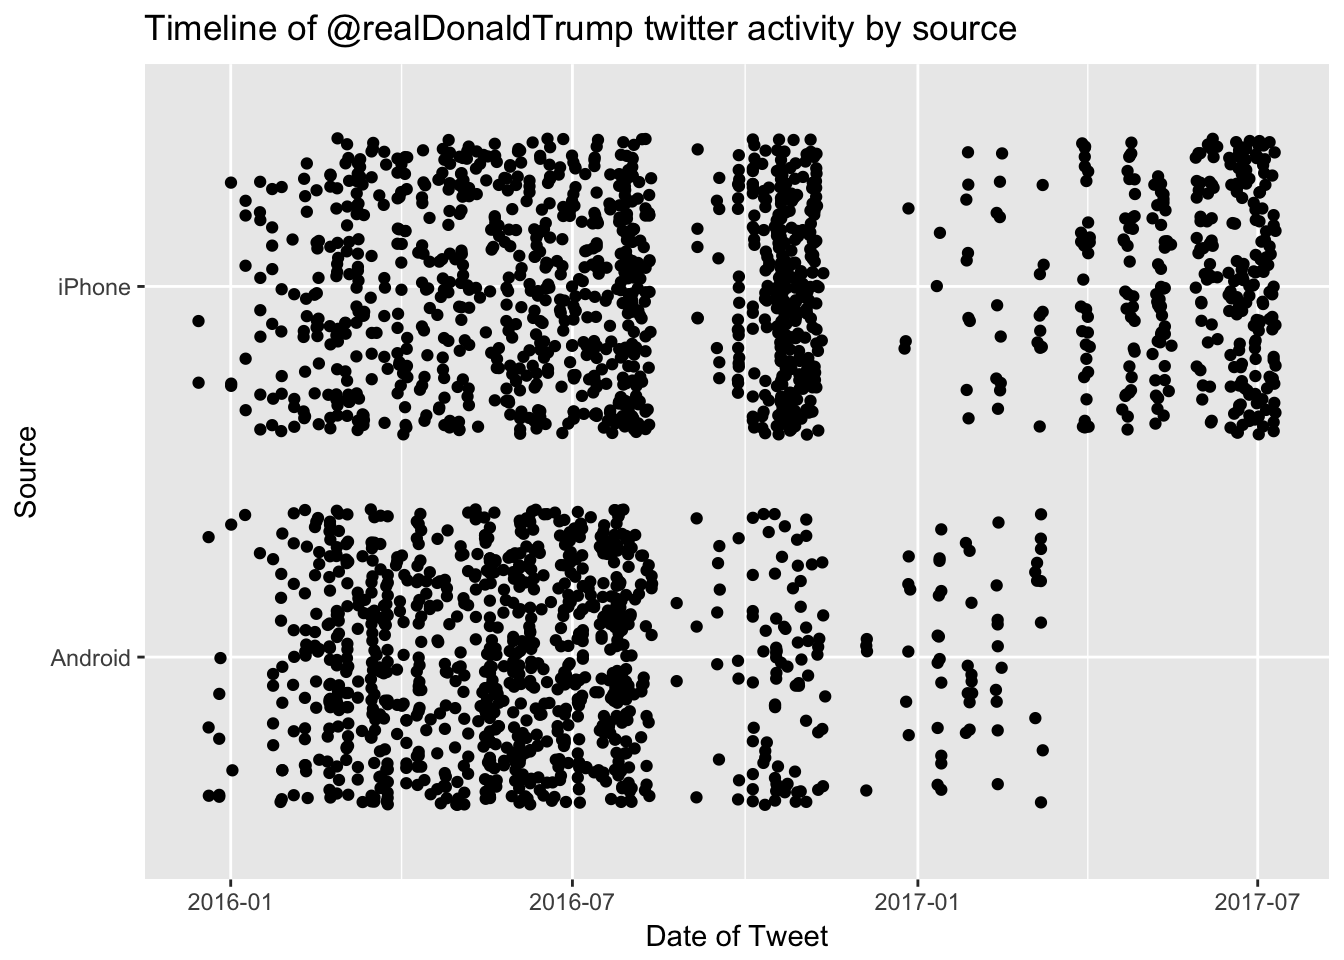 Timeline of @realDonaldTrump twitter activity by source
iPhone
Source
Android
2016-01 2016-07 2017-01 2017-07
Date of Tweet